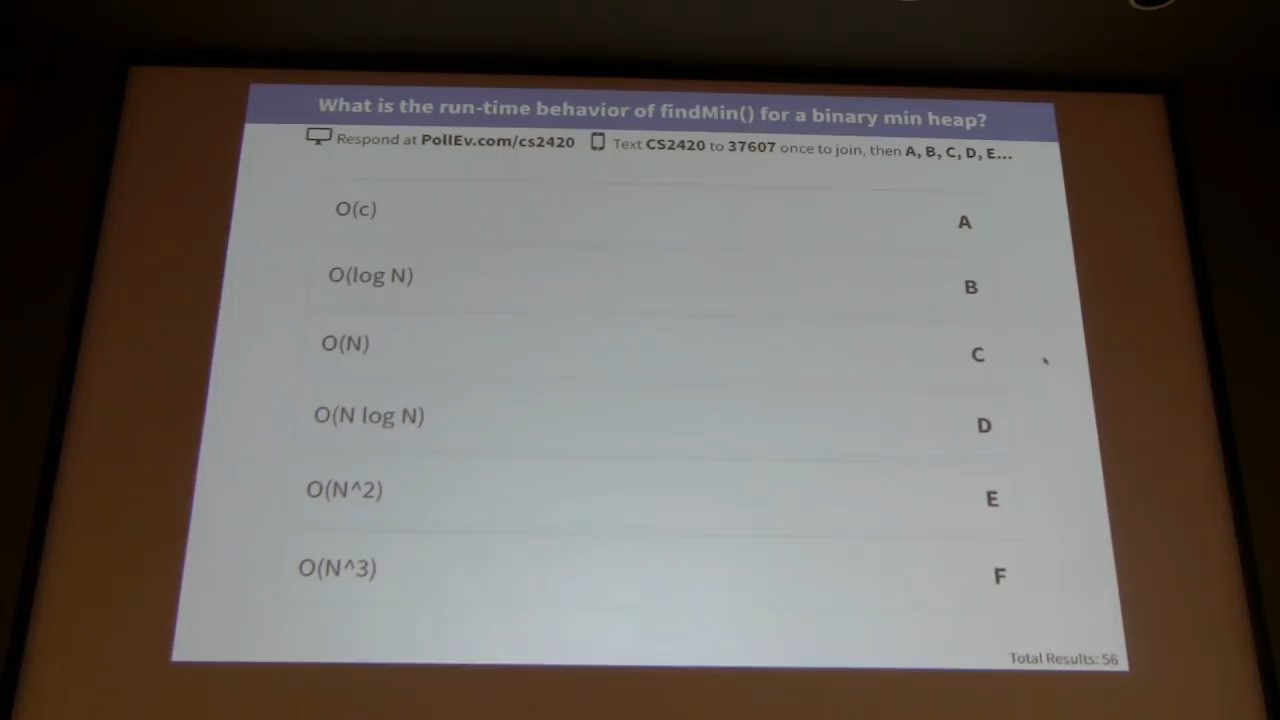 What is the run-time behavior of findMin() for a binary min heap?
Respond at PollEv.com/cs2420 Text CS2420 to 37607 once to join, then A, B, C, D, E...
O(c) A
O(log N) B
O(N) C
O(N log N) D
O(N^2) E
O(N^3) F
Total Results: 56